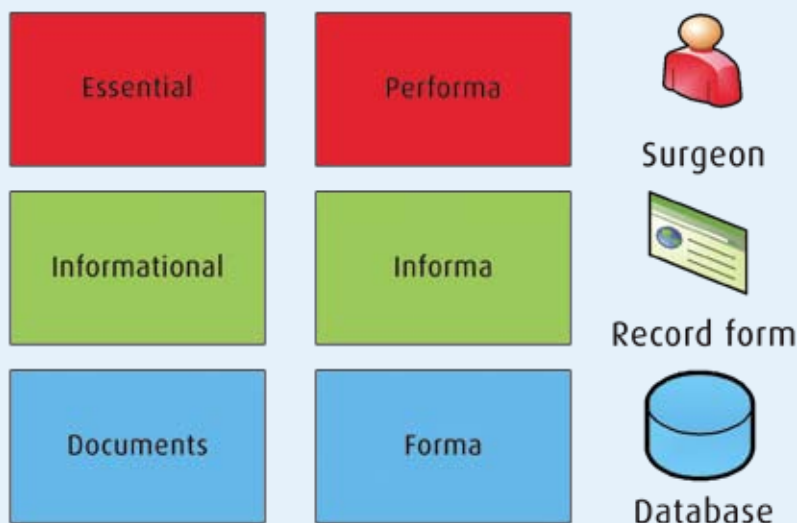 Essential Performa
Surgeon
Informational Informa
Record form
Documents Forma
Database